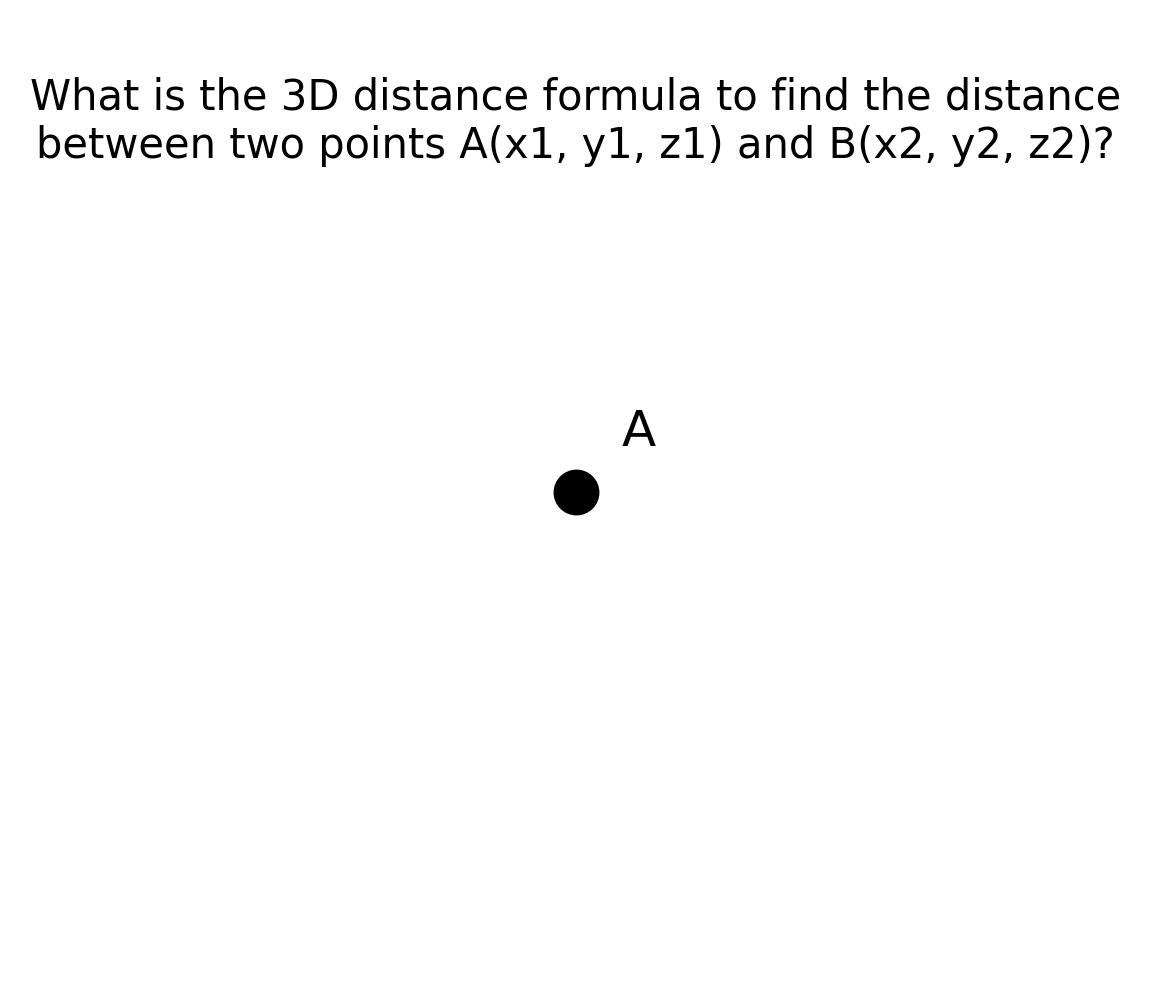 What is the 3D distance formula to find the distance
between two points A(x1, y1, z1) and B(x2, y2, z2)?
A